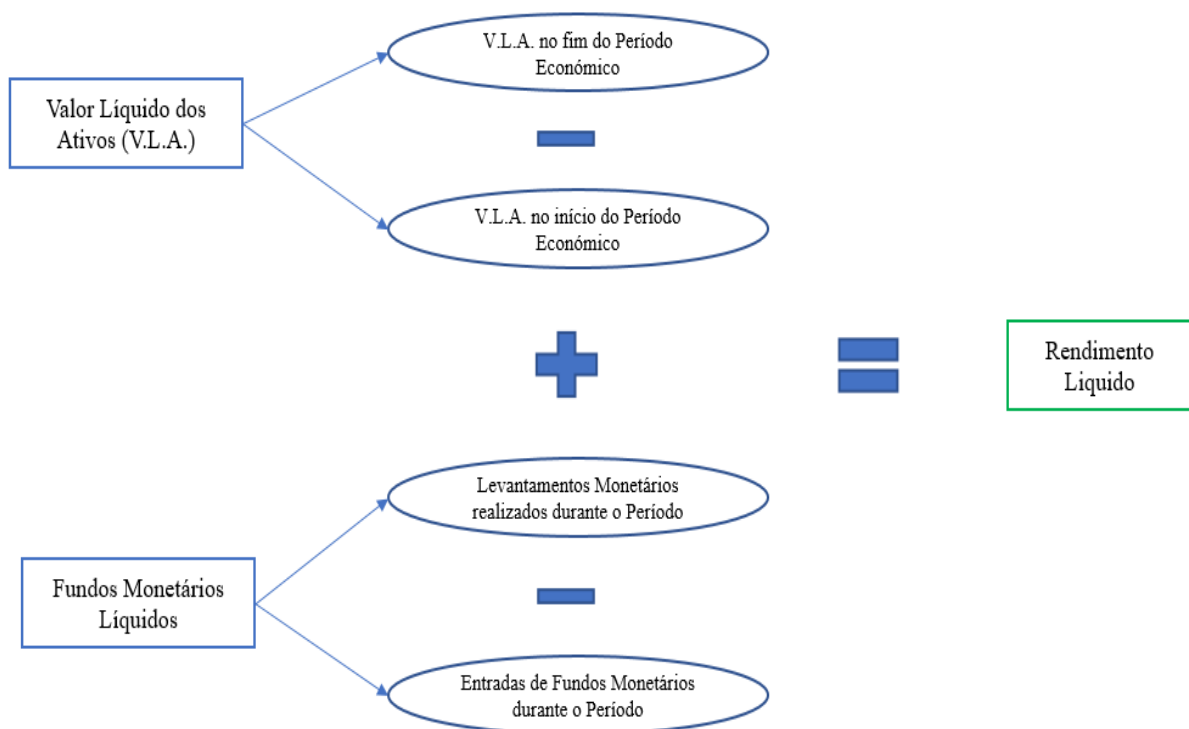 V.L.A. no fim do Período
Económico
Valor Líquido dos
Ativos (V.L.A.)
V.L.A. no início do Período
Económico
Rendimento
Liquido
Levantamentos Monetários
realizados durante o Período
Fundos Monetários
Líquidos
Entradas de Fundos Monetários
durante o Período